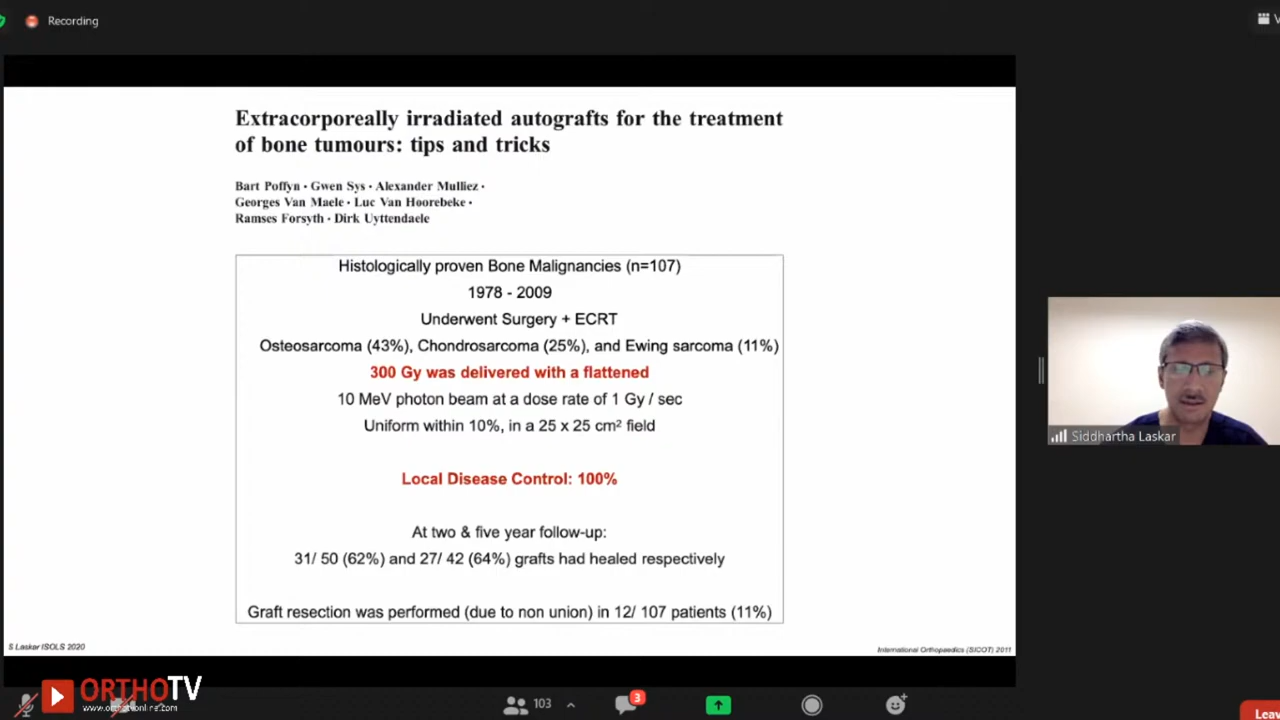 Recording
V
Extracorporeally irradiated autografts for the treatment
of bone tumours: tips and tricks
Bart Poffyn · Gwen Sys · Alexander Mulliez ·
Georges Van Maele · Luc Van Hoorebeke ·
Ramses Forsyth · Dirk Uyttendaele
Histologically proven Bone Malignancies (n=107)
1978 - 2009
Underwent Surgery + ECRT
Osteosarcoma (43%), Chondrosarcoma (25%), and Ewing sarcoma (11%)
300 Gy was delivered with a flattened
10 MeV photon beam at a dose rate of 1 Gy / sec
Uniform within 10%, in a 25 x 25 cm² field
Local Disease Control: 100%
At two & five year follow-up:
31/ 50 (62%) and 27/ 42 (64%) grafts had healed respectively
Graft resection was performed (due to non union) in 12/ 107 patients (11%)
S Laskar ISOLS 2020
International Orthopaedics (SICOT) 2011
Siddhartha Laskar
ORTHOTV
www.orthotvonline.com
103
3
Leav